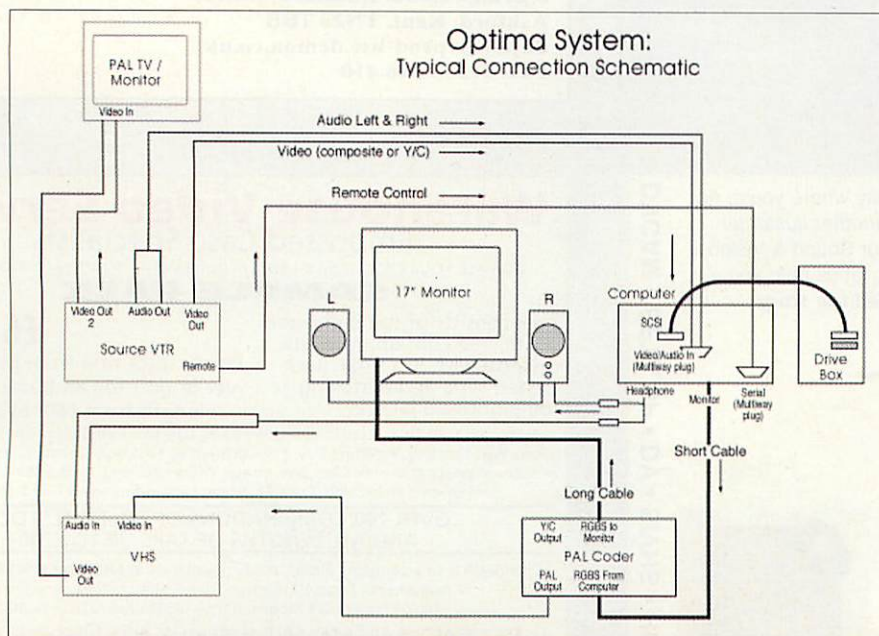 Optima System:
Typical Connection Schematic
PAL TV /
Monitor
Video In
Audio Left & Right
Video (composite or Y/C)
Remote Control
Video Out
2
Audio Out
Video
Out
Source VTR
Remote
L
17" Monitor
R
Computer
SCSI
Video/Audio In
(Multiway plug)
Drive
Box
Headphone
Monitor
Serial
(Multiway
plug)
Short Cable
Long Cable
Audio In
Video In
VHS
Video
Out
Y/C
Output
RGBS to
Monitor
PAL Coder
PAL
Output
RGBS From
Computer